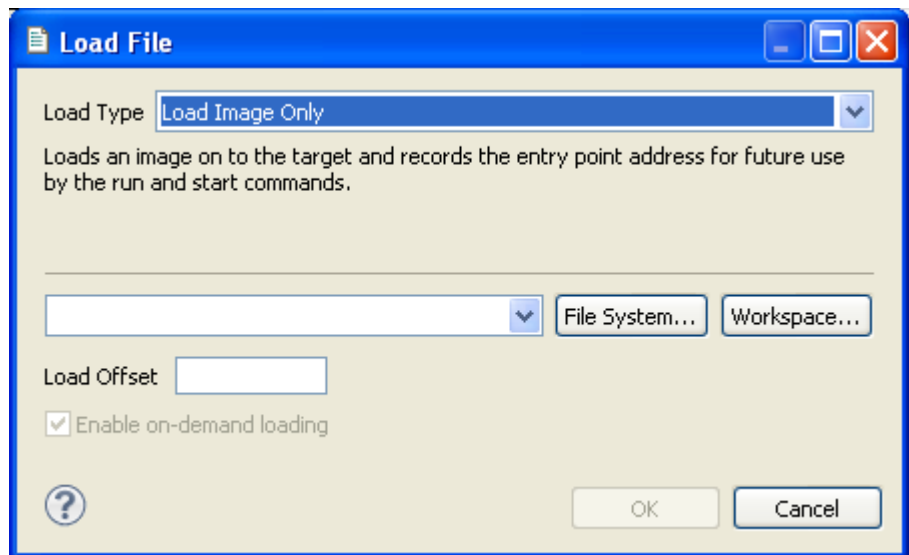 Load File
Load Type Load Image Only
Loads an image on to the target and records the entry point address for future use
by the run and start commands.
File System... Workspace...
Load Offset
Enable on-demand loading
?
OK Cancel